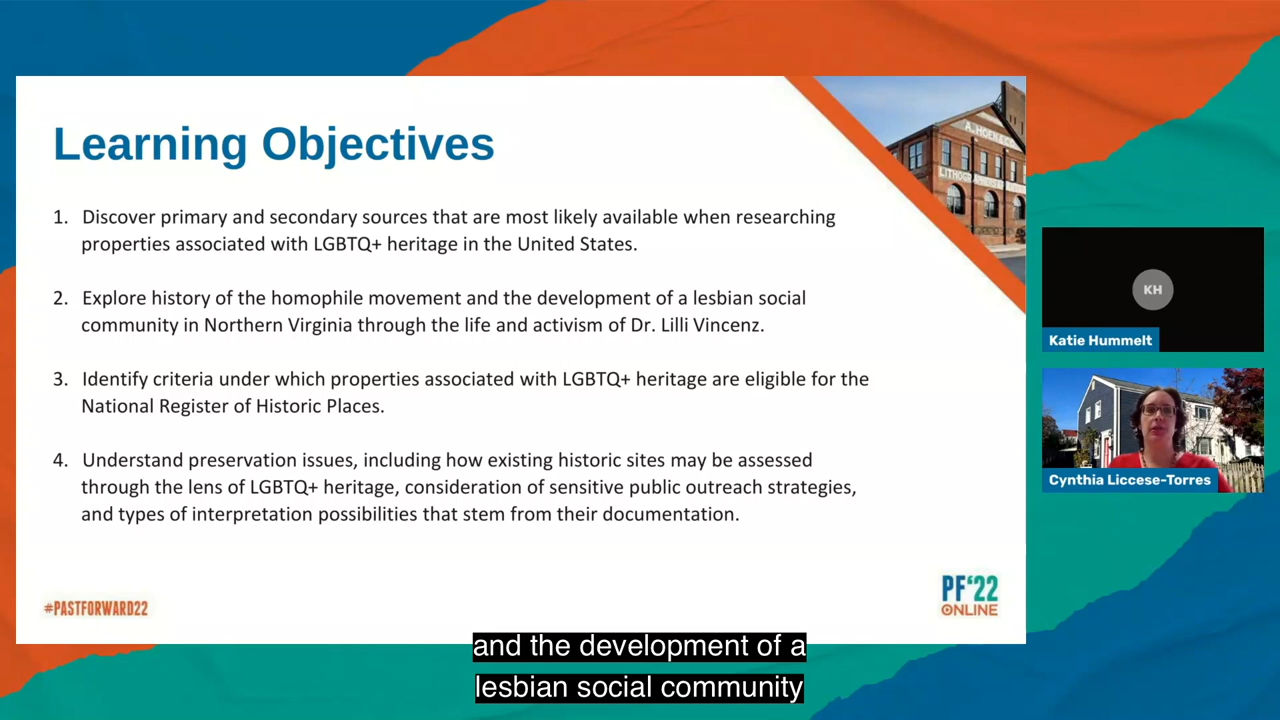 Learning Objectives
1. Discover primary and secondary sources that are most likely available when researching
properties associated with LGBTQ+ heritage in the United States.
2. Explore history of the homophile movement and the development of a lesbian social
community in Northern Virginia through the life and activism of Dr. Lilli Vincenz.
3. Identify criteria under which properties associated with LGBTQ+ heritage are eligible for the
National Register of Historic Places.
4. Understand preservation issues, including how existing historic sites may be assessed
through the lens of LGBTQ+ heritage, consideration of sensitive public outreach strategies,
and types of interpretation possibilities that stem from their documentation.
#PASTFORWARD22
PF'22
ONLINE
A. HOEN & CO.
KH
Katie Hummelt
Cynthia Liccese-Torres
and the development of a
lesbian social community